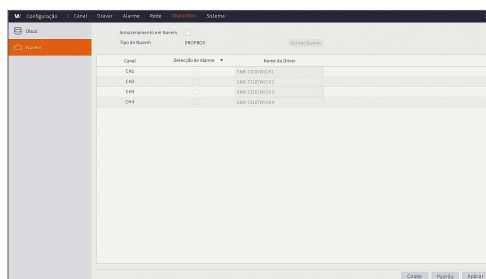 Configuração Canal Gravar Alarme Rede Dispositivo Sistema
Disco
Nuvem
Armazenamento em Nuvem
Tipo de Nuvem DROPBOX Activar Nuvem
Canal Detecção de Alarme Nome do Driver
CH1
CH2
CH3
CH4
Copiar Padrão Aplicar